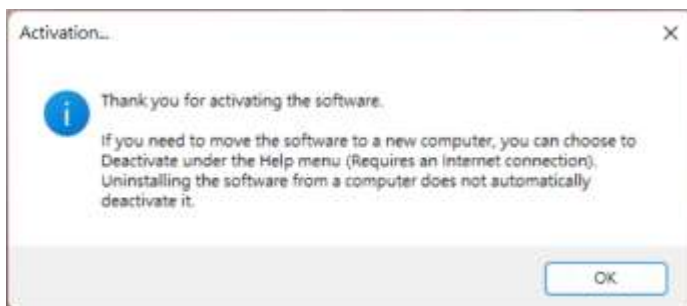 Activation...
Thank you for activating the software.
If you need to move the software to a new computer, you can choose to
Deactivate under the Help menu (Requires an Internet connection).
Uninstalling the software from a computer does not automatically
deactivate it.
OK